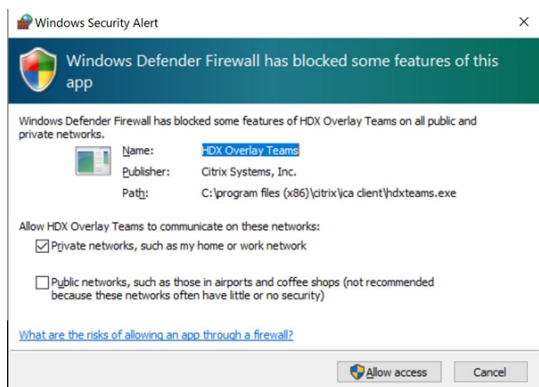 Windows Security Alert
Windows Defender Firewall has blocked some features of this
app
Windows Defender Firewall has blocked some features of HDX Overlay Teams on all public and
private networks.
Name: HDX Overlay Teams
Publisher: Citrix Systems, Inc.
Path: C:\program files (x86)\citrix\ica client\hdxteams.exe
Allow HDX Overlay Teams to communicate on these networks:
Private networks, such as my home or work network
Public networks, such as those in airports and coffee shops (not recommended
because these networks often have little or no security)
What are the risks of allowing an app through a firewall?
Allow access Cancel